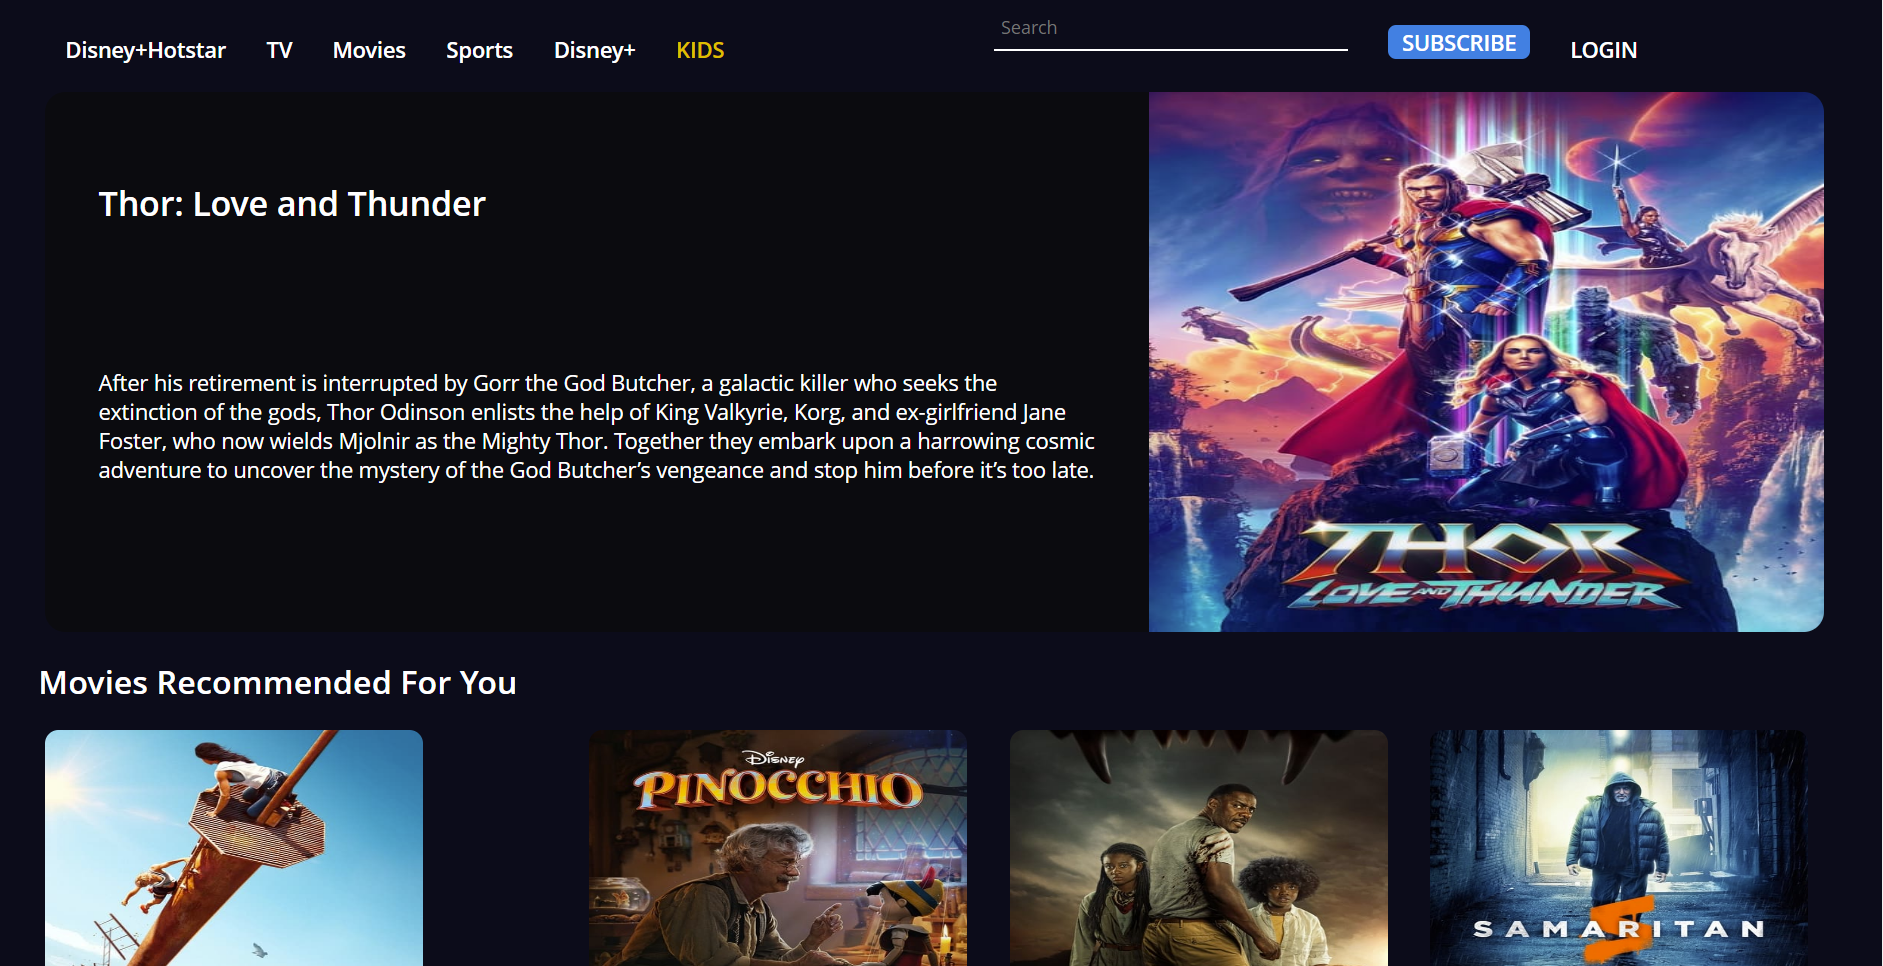 Disney+Hotstar TV Movies Sports Disney+ KIDS Search SUBSCRIBE LOGIN
Thor: Love and Thunder
After his retirement is interrupted by Gorr the God Butcher, a galactic killer who seeks the
extinction of the gods, Thor Odinson enlists the help of King Valkyrie, Korg, and ex-girlfriend Jane
Foster, who now wields Mjolnir as the Mighty Thor. Together they embark upon a harrowing cosmic
adventure to uncover the mystery of the God Butcher’s vengeance and stop him before it’s too late.
THOR
LOVE AND THUNDER
Movies Recommended For You
Disney
PINOCCHIO
SAMARITAN